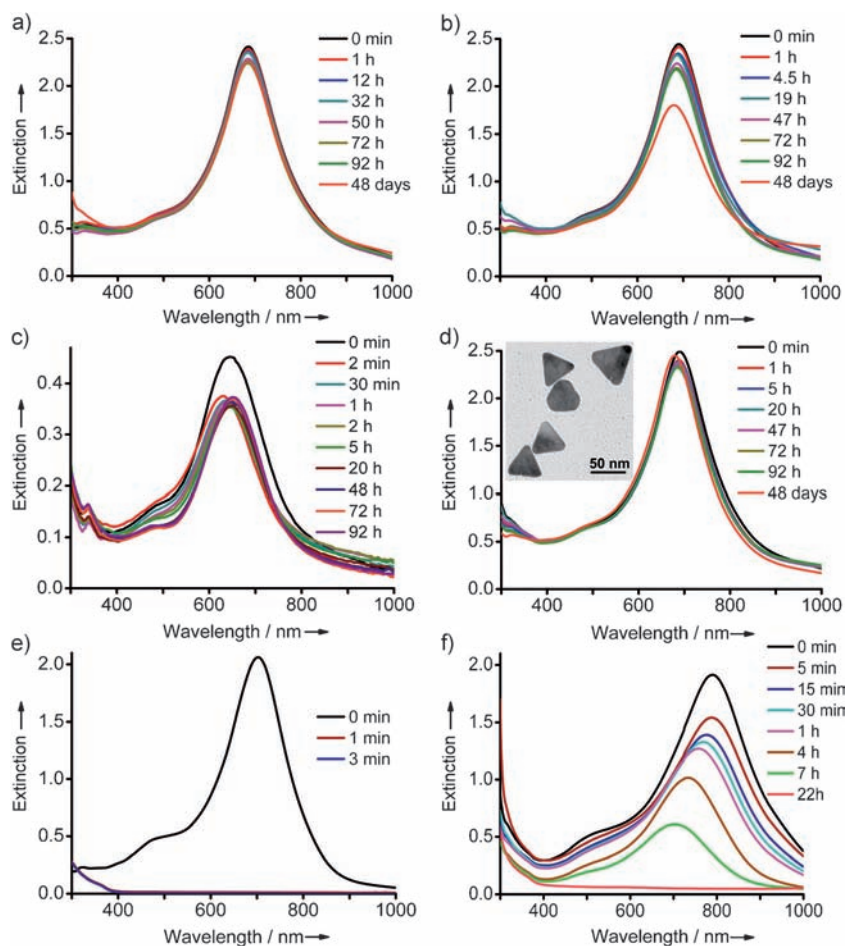 a)
2.5
2.0
1.5
1.0
0.5
0.0
Extinction →
400 600 800 1000
Wavelength / nm →
0 min
1 h
12 h
32 h
50 h
72 h
92 h
48 days
b)
2.5
2.0
1.5
1.0
0.5
0.0
Extinction →
400 600 800 1000
Wavelength / nm →
0 min
1 h
4.5 h
19 h
47 h
72 h
92 h
48 days
c)
0.4
0.3
0.2
0.1
0.0
Extinction →
400 600 800 1000
Wavelength / nm →
0 min
2 min
30 min
1 h
2 h
5 h
20 h
48 h
72 h
92 h
d)
2.5
2.0
1.5
1.0
0.5
0.0
Extinction →
400 600 800 1000
Wavelength / nm →
50 nm
0 min
1 h
5 h
20 h
47 h
72 h
92 h
48 days
e)
2.0
1.5
1.0
0.5
0.0
Extinction →
400 600 800 1000
Wavelength / nm →
0 min
1 min
3 min
f)
2.0
1.5
1.0
0.5
0.0
Extinction →
400 600 800 1000
Wavelength / nm →
0 min
5 min
15 min
30 min
1 h
4 h
7 h
22h